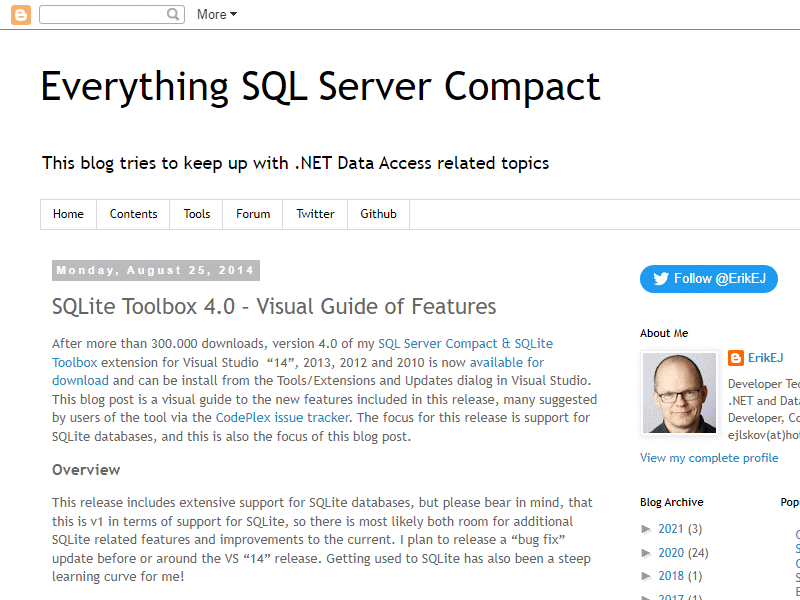 More
Everything SQL Server Compact
This blog tries to keep up with .NET Data Access related topics
Home Contents Tools Forum Twitter Github
Monday, August 25, 2014
SQLite Toolbox 4.0 – Visual Guide of Features
After more than 300.000 downloads, version 4.0 of my SQL Server Compact & SQLite
Toolbox extension for Visual Studio “14”, 2013, 2012 and 2010 is now available for
download and can be install from the Tools/Extensions and Updates dialog in Visual Studio.
This blog post is a visual guide to the new features included in this release, many suggested
by users of the tool via the CodePlex issue tracker. The focus for this release is support for
SQLite databases, and this is also the focus of this blog post.
Overview
This release includes extensive support for SQLite databases, but please bear in mind, that
this is v1 in terms of support for SQLite, so there is most likely both room for additional
SQLite related features and improvements to the current. I plan to release a “bug fix”
update before or around the VS “14” release. Getting used to SQLite has also been a steep
learning curve for me!
Follow @ErikEJ
About Me
ErikEJ
Developer Tec
.NET and Data
Developer, Co
ejlskov(at)hot
View my complete profile
Blog Archive
► 2021 (3)
► 2020 (24)
► 2018 (1)
► 2017 (1)
Pop